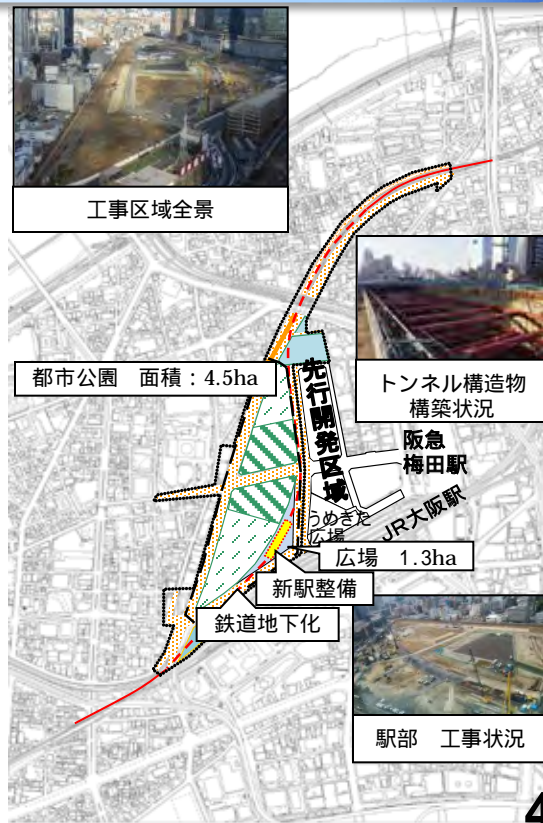 工事区域全景
トンネル構造物
構築状況
都市公園 面積：4.5ha
先行開発区域
阪急
梅田駅
うめきた
広場
JR大阪駅
広場 1.3ha
新駅整備
鉄道地下化
駅部 工事状況
4